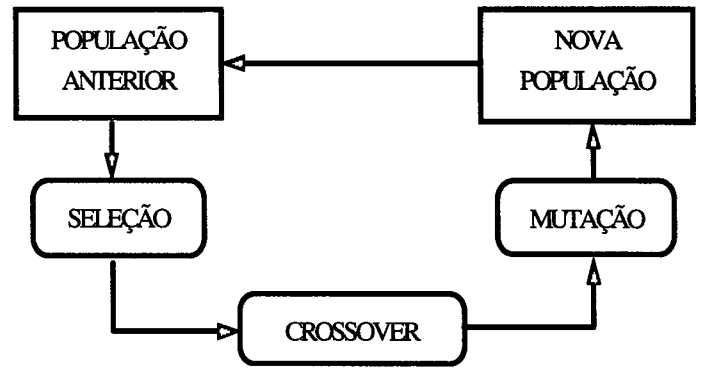 POPULAÇÃO
ANTERIOR
NOVA
POPULAÇÃO
SELEÇÃO
MUTAÇÃO
CROSSOVER